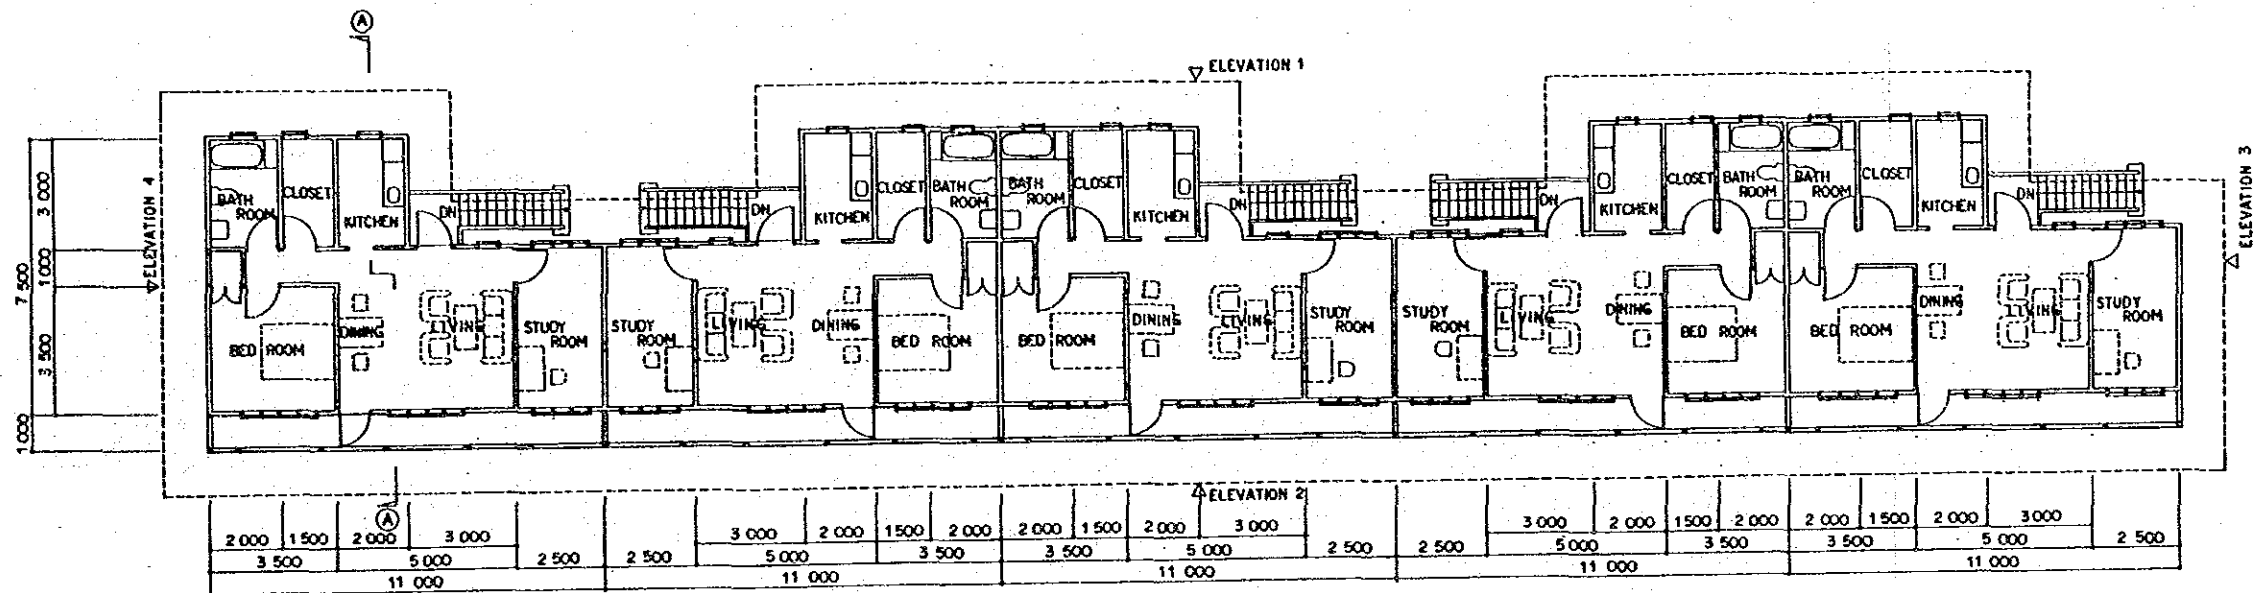 A
ELEVATION 1
ELEVATION 4
ELEVATION 3
3 000
1 000
3 500
1 000
7 500
BATH ROOM
CLOSET
KITCHEN
DN
DN
KITCHEN
CLOSET
BATH ROOM
BATH ROOM
CLOSET
KITCHEN
DN
DN
KITCHEN
CLOSET
BATH ROOM
BATH ROOM
CLOSET
KITCHEN
DN
BED ROOM
DINING
LIVING
STUDY ROOM
STUDY ROOM
LIVING
DINING
BED ROOM
BED ROOM
DINING
LIVING
STUDY ROOM
STUDY ROOM
LIVING
DINING
BED ROOM
BED ROOM
DINING
LIVING
STUDY ROOM
A
ELEVATION 2
2 000 1 500 2 000 3 000 3 000 2 000 1 500 2 000 2 000 1 500 2 000 3 000 3 000 2 000 1 500 2 000 2 000 1 500 2 000 3 000
3 500 5 000 2 500 2 500 5 000 3 500 3 500 5 000 2 500 2 500 5 000 3 500 3 500 5 000 2 500
11 000 11 000 11 000 11 000 11 000